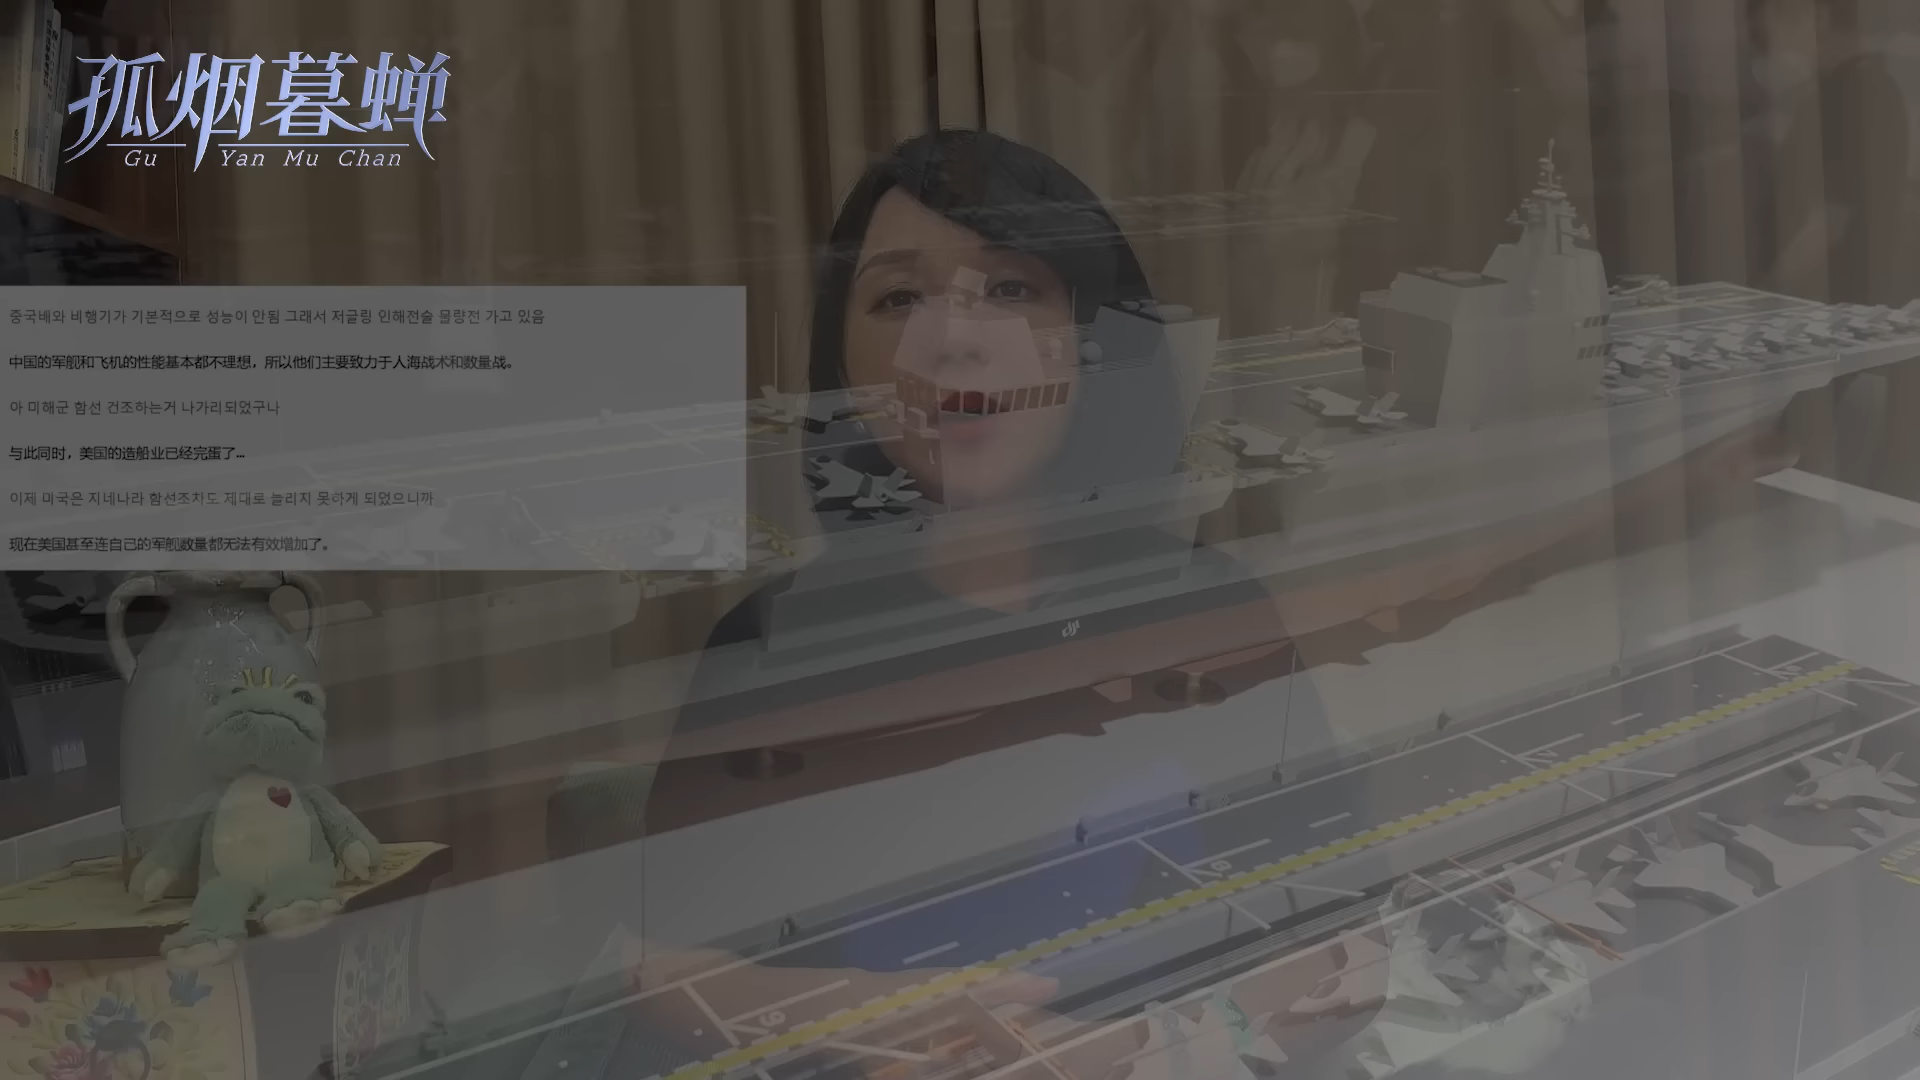 孤烟暮蝉
Gu Yan Mu Chan
중국배와 비행기가 기본적으로 성능이 안됨 그래서 저글링 인해전술 물량전 가고 있음
中国的军舰和飞机的性能基本都不理想，所以他们主要致力于人海战术和数量战。
아 미해군 함선 건조하는거 나가리되었구나
与此同时，美国的造船业已经完蛋了...
이제 미국은 지네나라 함선조차도 제대로 늘리지 못하게 되었으니까
现在美国甚至连自己的军舰数量都无法有效增加了。
dji